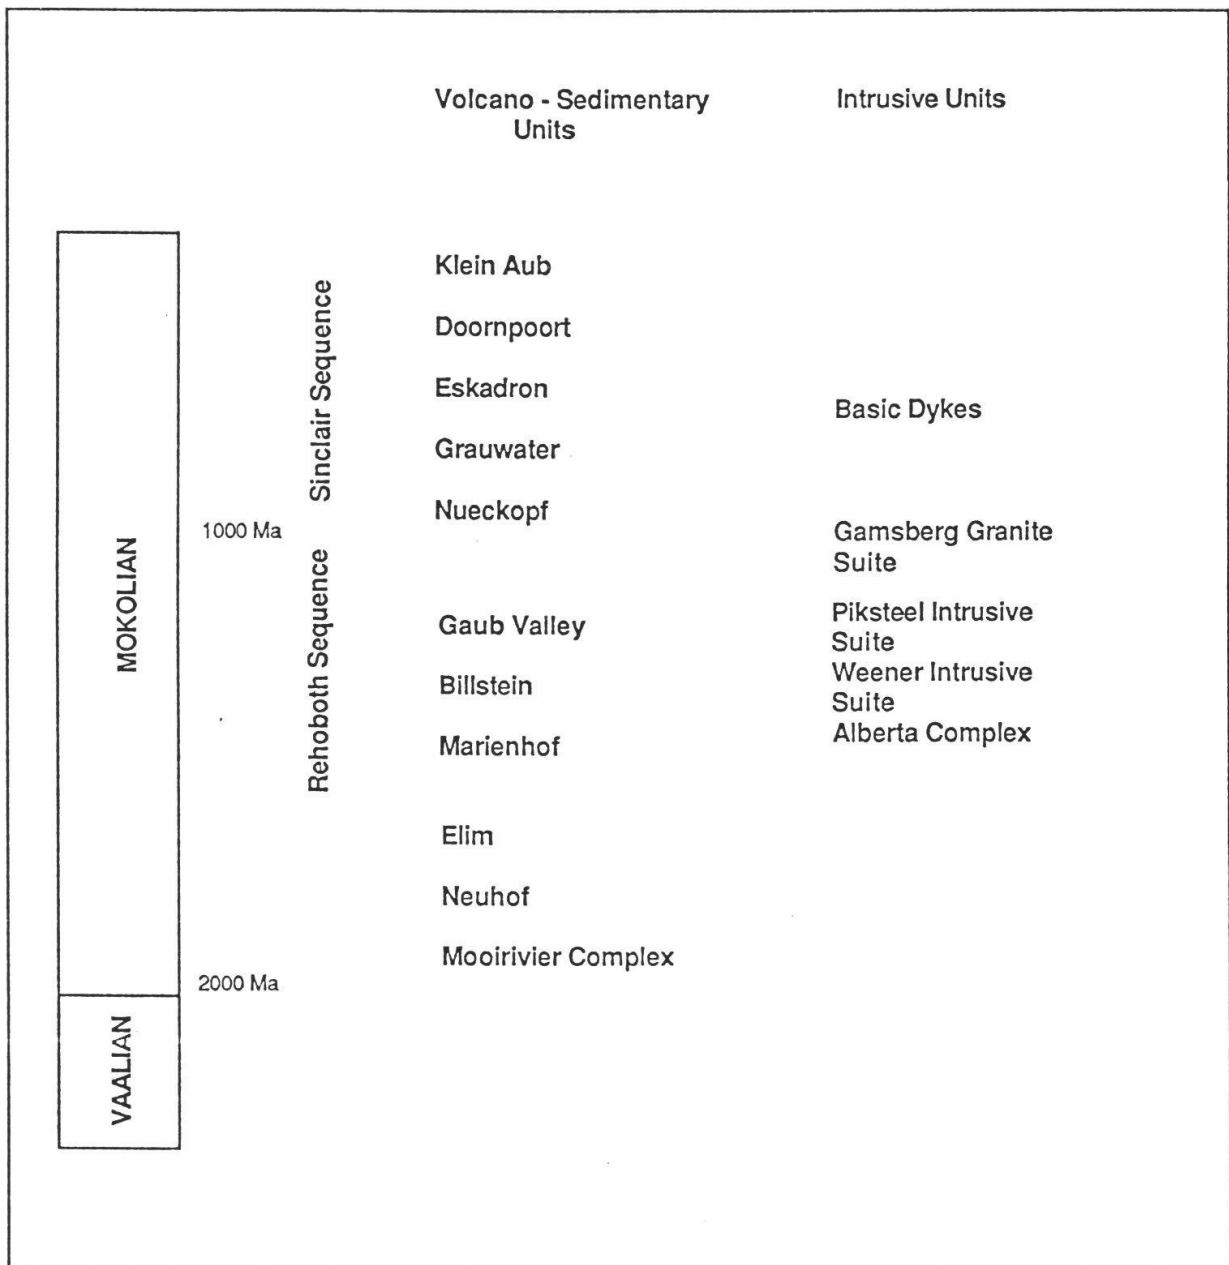 Volcano - Sedimentary
Units
Intrusive Units
MOKOLIAN
VAALIAN
1000 Ma
2000 Ma
Sinclair Sequence
Rehoboth Sequence
Klein Aub
Doornpoort
Eskadron
Grauwater
Nueckopf
Gaub Valley
Billstein
Marienhof
Elim
Neuhof
Mooirivier Complex
Basic Dykes
Gamsberg Granite
Suite
Piksteel Intrusive
Suite
Weener Intrusive
Suite
Alberta Complex